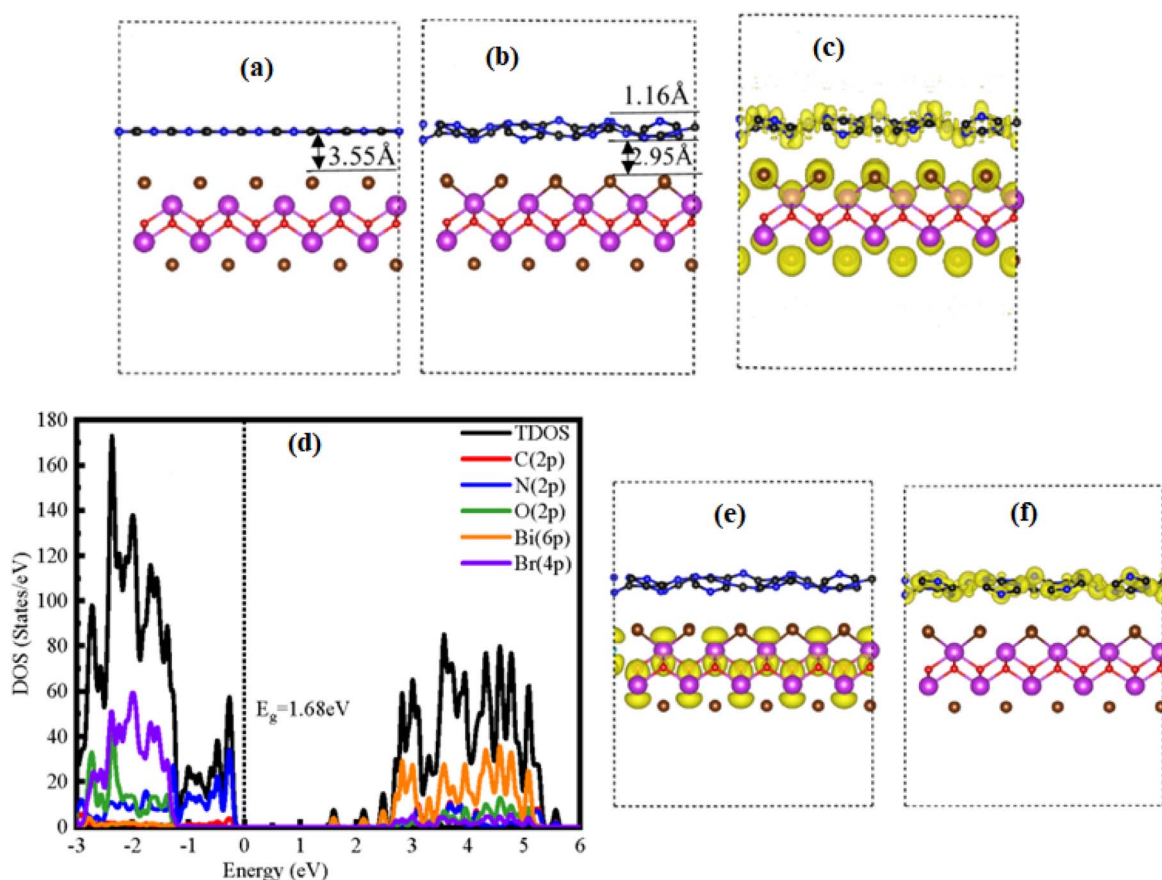 (a)
(b)
(c)
1.16Å
3.55Å
2.95Å
180
160
140
120
100
80
60
40
20
0
DOS (States/eV)
(d)
TDOS
C(2p)
N(2p)
O(2p)
Bi(6p)
Br(4p)
Eg=1.68eV
-3 -2 -1 0 1 2 3 4 5 6
Energy (eV)
(e)
(f)